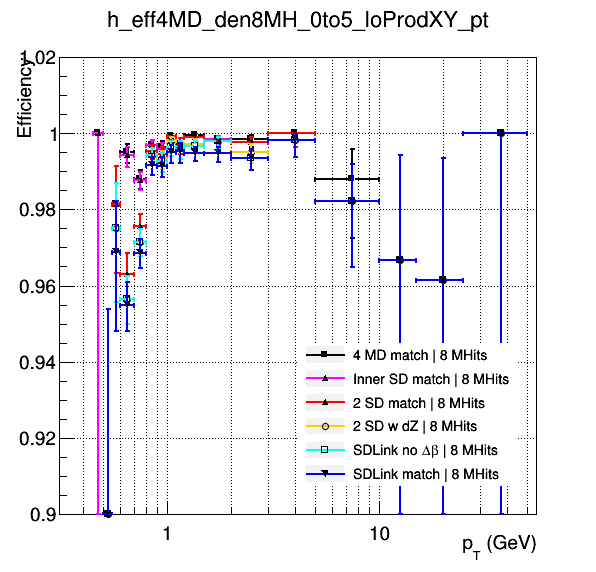 h_eff4MD_den8MH_0to5_loProdXY_pt
Efficiency
1.02
1
0.98
0.96
0.94
0.92
0.9
4 MD match | 8 MHits
Inner SD match | 8 MHits
2 SD match | 8 MHits
2 SD w dZ | 8 MHits
SDLink no Δβ | 8 MHits
SDLink match | 8 MHits
1
10
p_T (GeV)